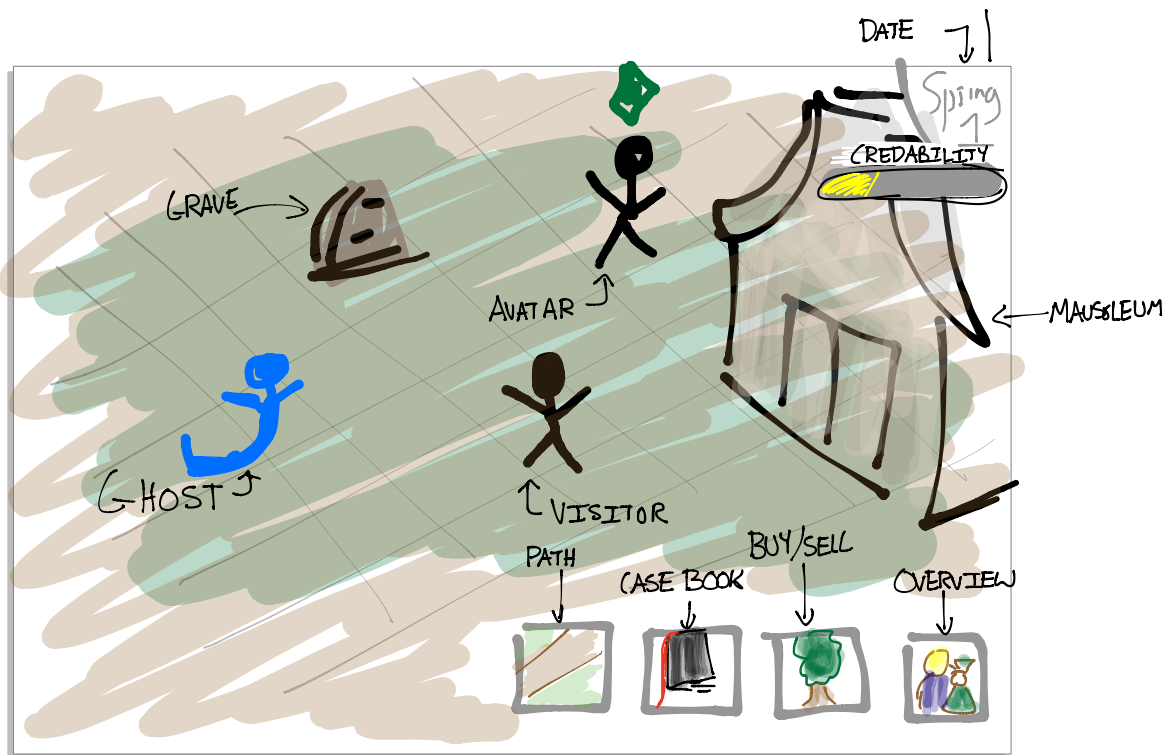 DATE
Spring
1
CREDABILITY
GRAVE
AVATAR
MAUSOLEUM
GHOST
VISITOR
PATH
CASE BOOK
BUY/SELL
OVERVIEW